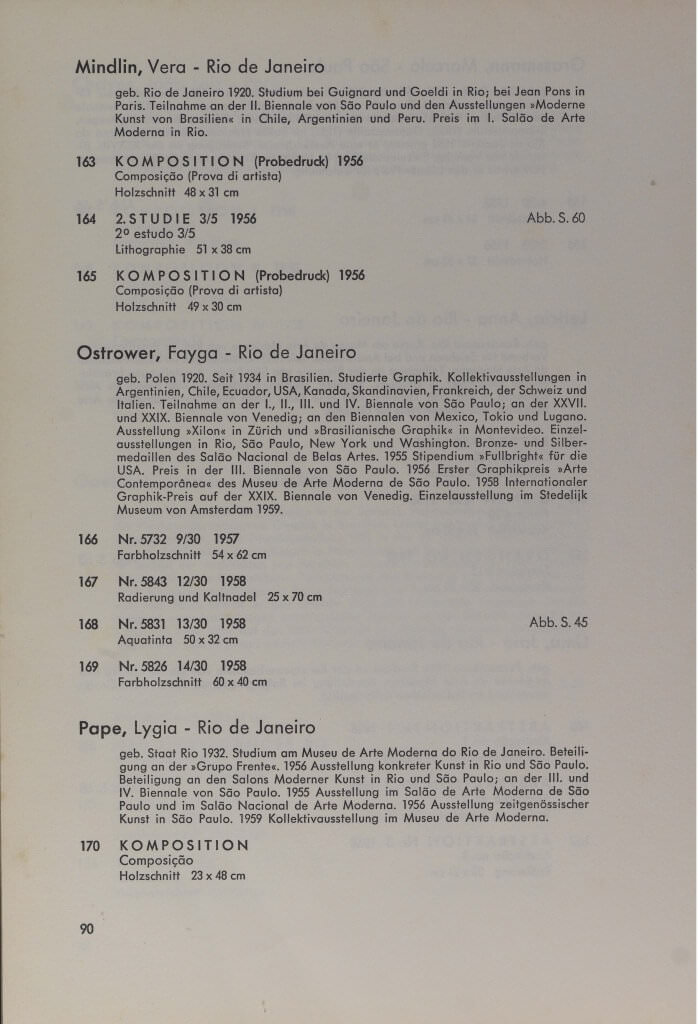 Mindlin, Vera - Rio de Janeiro
geb. Rio de Janeiro 1920. Studium bei Guignard und Goeldi in Rio; bei Jean Pons in
Paris. Teilnahme an der II. Biennale von São Paulo und den Ausstellungen »Moderne
Kunst von Brasilien« in Chile, Argentinien und Peru. Preis im I. Salão de Arte
Moderna in Rio.
163 KOMPOSITION (Probedruck) 1956
Composição (Prova di artista)
Holzschnitt 48 x 31 cm
164 2. STUDIE 3/5 1956 Abb. S. 60
2º estudo 3/5
Lithographie 51 x 38 cm
165 KOMPOSITION (Probedruck) 1956
Composição (Prova di artista)
Holzschnitt 49 x 30 cm
Ostrower, Fayga - Rio de Janeiro
geb. Polen 1920. Seit 1934 in Brasilien. Studierte Graphik. Kollektivausstellungen in
Argentinien, Chile, Ecuador, USA, Kanada, Skandinavien, Frankreich, der Schweiz und
Italien. Teilnahme an der I., II., III. und IV. Biennale von São Paulo; an der XXVII.
und XXIX. Biennale von Venedig; an den Biennalen von Mexico, Tokio und Lugano.
Ausstellung »Xilon« in Zürich und »Brasilianische Graphik« in Montevideo. Einzel-
ausstellungen in Rio, São Paulo, New York und Washington. Bronze- und Silber-
medaillen des Salão Nacional de Belas Artes. 1955 Stipendium »Fullbright« für die
USA. Preis in der III. Biennale von São Paulo. 1956 Erster Graphikpreis »Arte
Contemporânea« des Museu de Arte Moderna de São Paulo. 1958 Internationaler
Graphik-Preis auf der XXIX. Biennale von Venedig. Einzelausstellung im Stedelijk
Museum von Amsterdam 1959.
166 Nr. 5732 9/30 1957
Farbholzschnitt 54 x 62 cm
167 Nr. 5843 12/30 1958
Radierung und Kaltnadel 25 x 70 cm
168 Nr. 5831 13/30 1958 Abb. S. 45
Aquatinta 50 x 32 cm
169 Nr. 5826 14/30 1958
Farbholzschnitt 60 x 40 cm
Pape, Lygia - Rio de Janeiro
geb. Staat Rio 1932. Studium am Museu de Arte Moderna do Rio de Janeiro. Beteili-
gung an der »Grupo Frente«. 1956 Ausstellung konkreter Kunst in Rio und São Paulo.
Beteiligung an den Salons Moderner Kunst in Rio und São Paulo; an der III. und
IV. Biennale von São Paulo. 1955 Ausstellung im Salão de Arte Moderna de São
Paulo und im Salão Nacional de Arte Moderna. 1956 Ausstellung zeitgenössischer
Kunst in São Paulo. 1959 Kollektivausstellung im Museu de Arte Moderna.
170 KOMPOSITION
Composição
Holzschnitt 23 x 48 cm
90